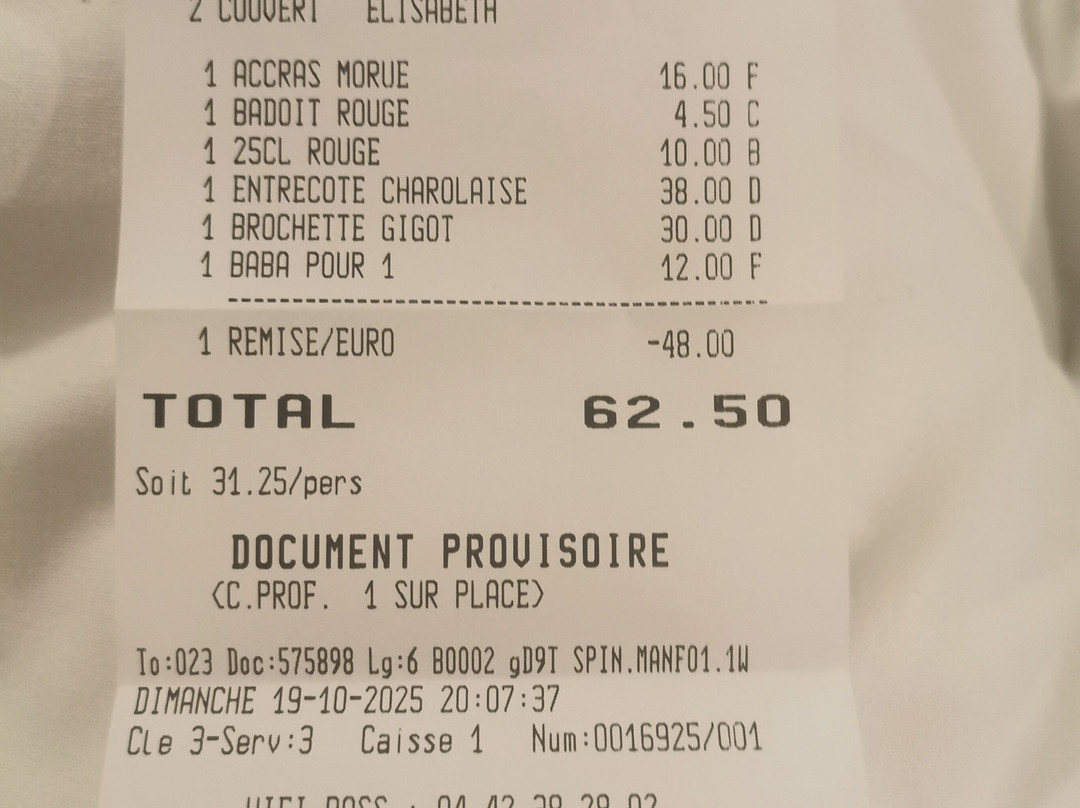 2 COUVERT ELISABETH
1 ACCRAS MORUE 16.00 F
1 BADOIT ROUGE 4.50 C
1 25CL ROUGE 10.00 B
1 ENTRECOTE CHAROLAISE 38.00 D
1 BROCHETTE GIGOT 30.00 D
1 BABA POUR 1 12.00 F
1 REMISE/EURO -48.00
TOTAL 62.50
Soit 31.25/pers
DOCUMENT PROVISOIRE
<C.PROF. 1 SUR PLACE>
To:023 Doc:575898 Lg:6 B0002 gD9T SPIN.MANF01.1W
DIMANCHE 19-10-2025 20:07:37
Cle 3-Serv:3 Caisse 1 Num:0016925/001